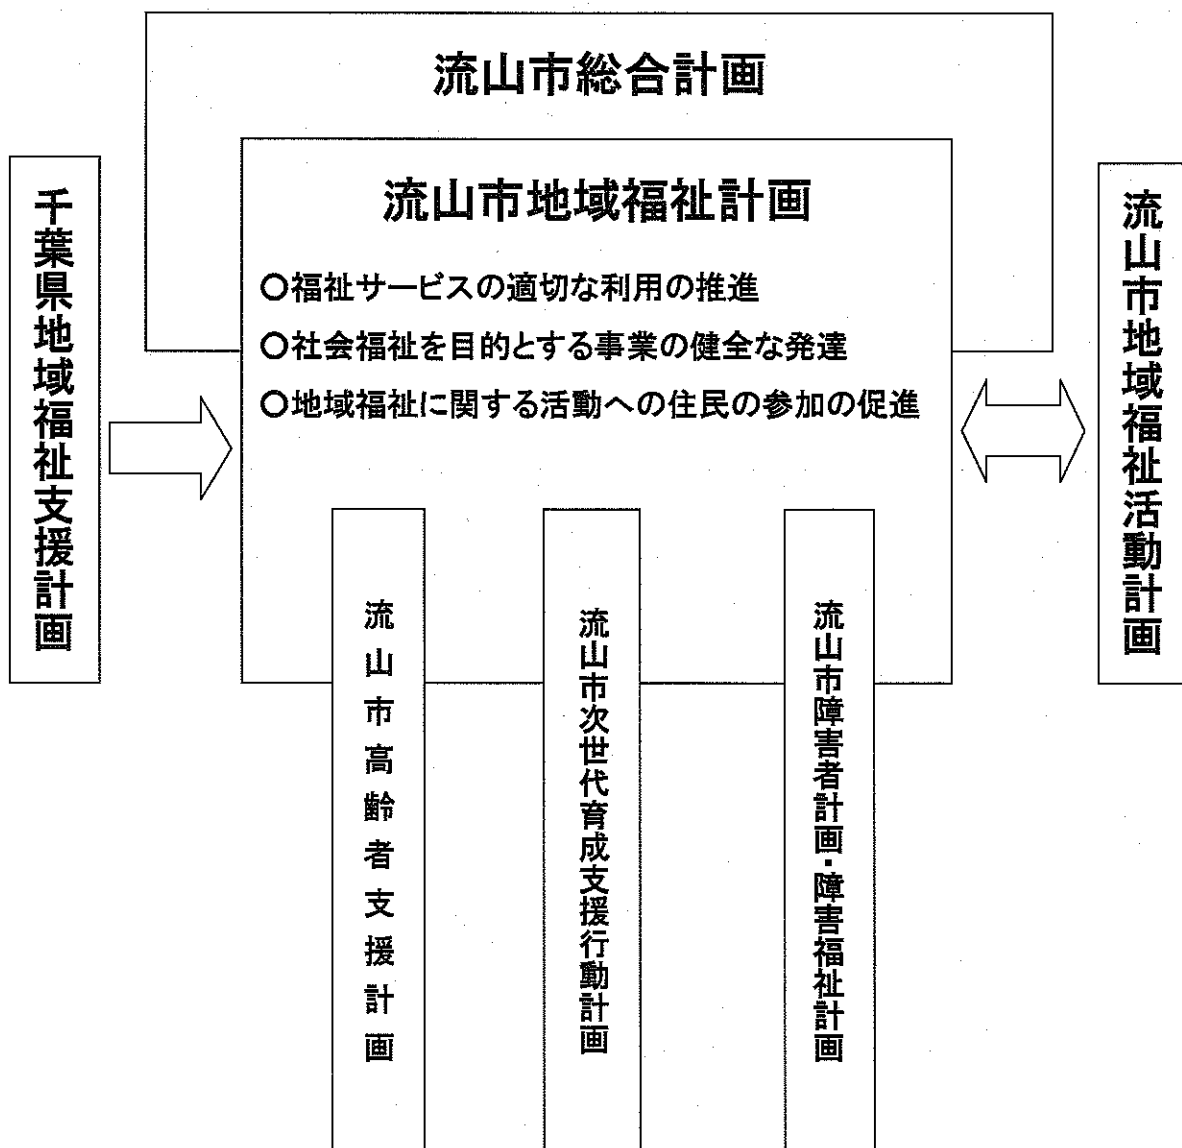 流山市総合計画
流山市地域福祉計画
○福祉サービスの適切な利用の推進
○社会福祉を目的とする事業の健全な発達
○地域福祉に関する活動への住民の参加の促進
千葉県地域福祉支援計画
流山市地域福祉活動計画
流山市高齢者支援計画
流山市次世代育成支援行動計画
流山市障害者計画・障害福祉計画